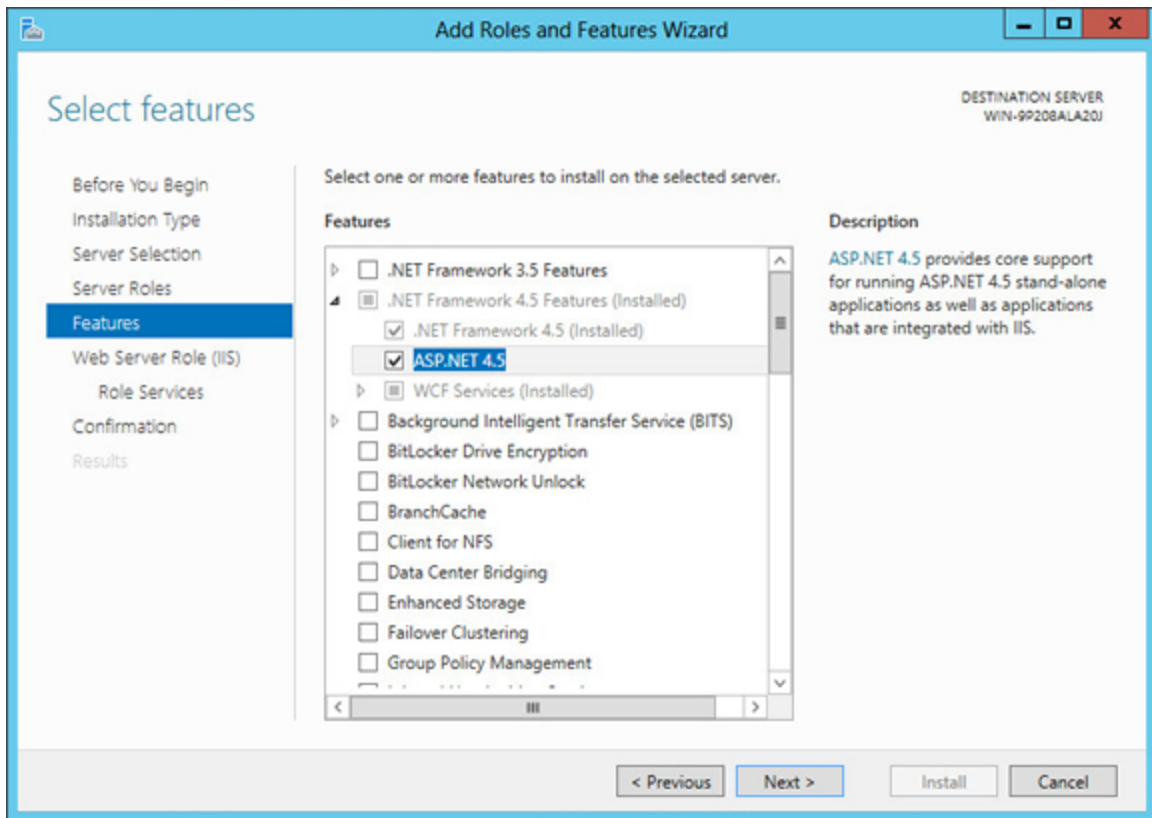 Add Roles and Features Wizard
Select features
DESTINATION SERVER
WIN-9P208ALA20J
Before You Begin
Installation Type
Server Selection
Server Roles
Features
Web Server Role (IIS)
Role Services
Confirmation
Results
Select one or more features to install on the selected server.
Features
.NET Framework 3.5 Features
.NET Framework 4.5 Features (Installed)
.NET Framework 4.5 (Installed)
ASP.NET 4.5
WCF Services (Installed)
Background Intelligent Transfer Service (BITS)
BitLocker Drive Encryption
BitLocker Network Unlock
BranchCache
Client for NFS
Data Center Bridging
Enhanced Storage
Failover Clustering
Group Policy Management
Description
ASP.NET 4.5 provides core support
for running ASP.NET 4.5 stand-alone
applications as well as applications
that are integrated with IIS.
< Previous
Next >
Install
Cancel